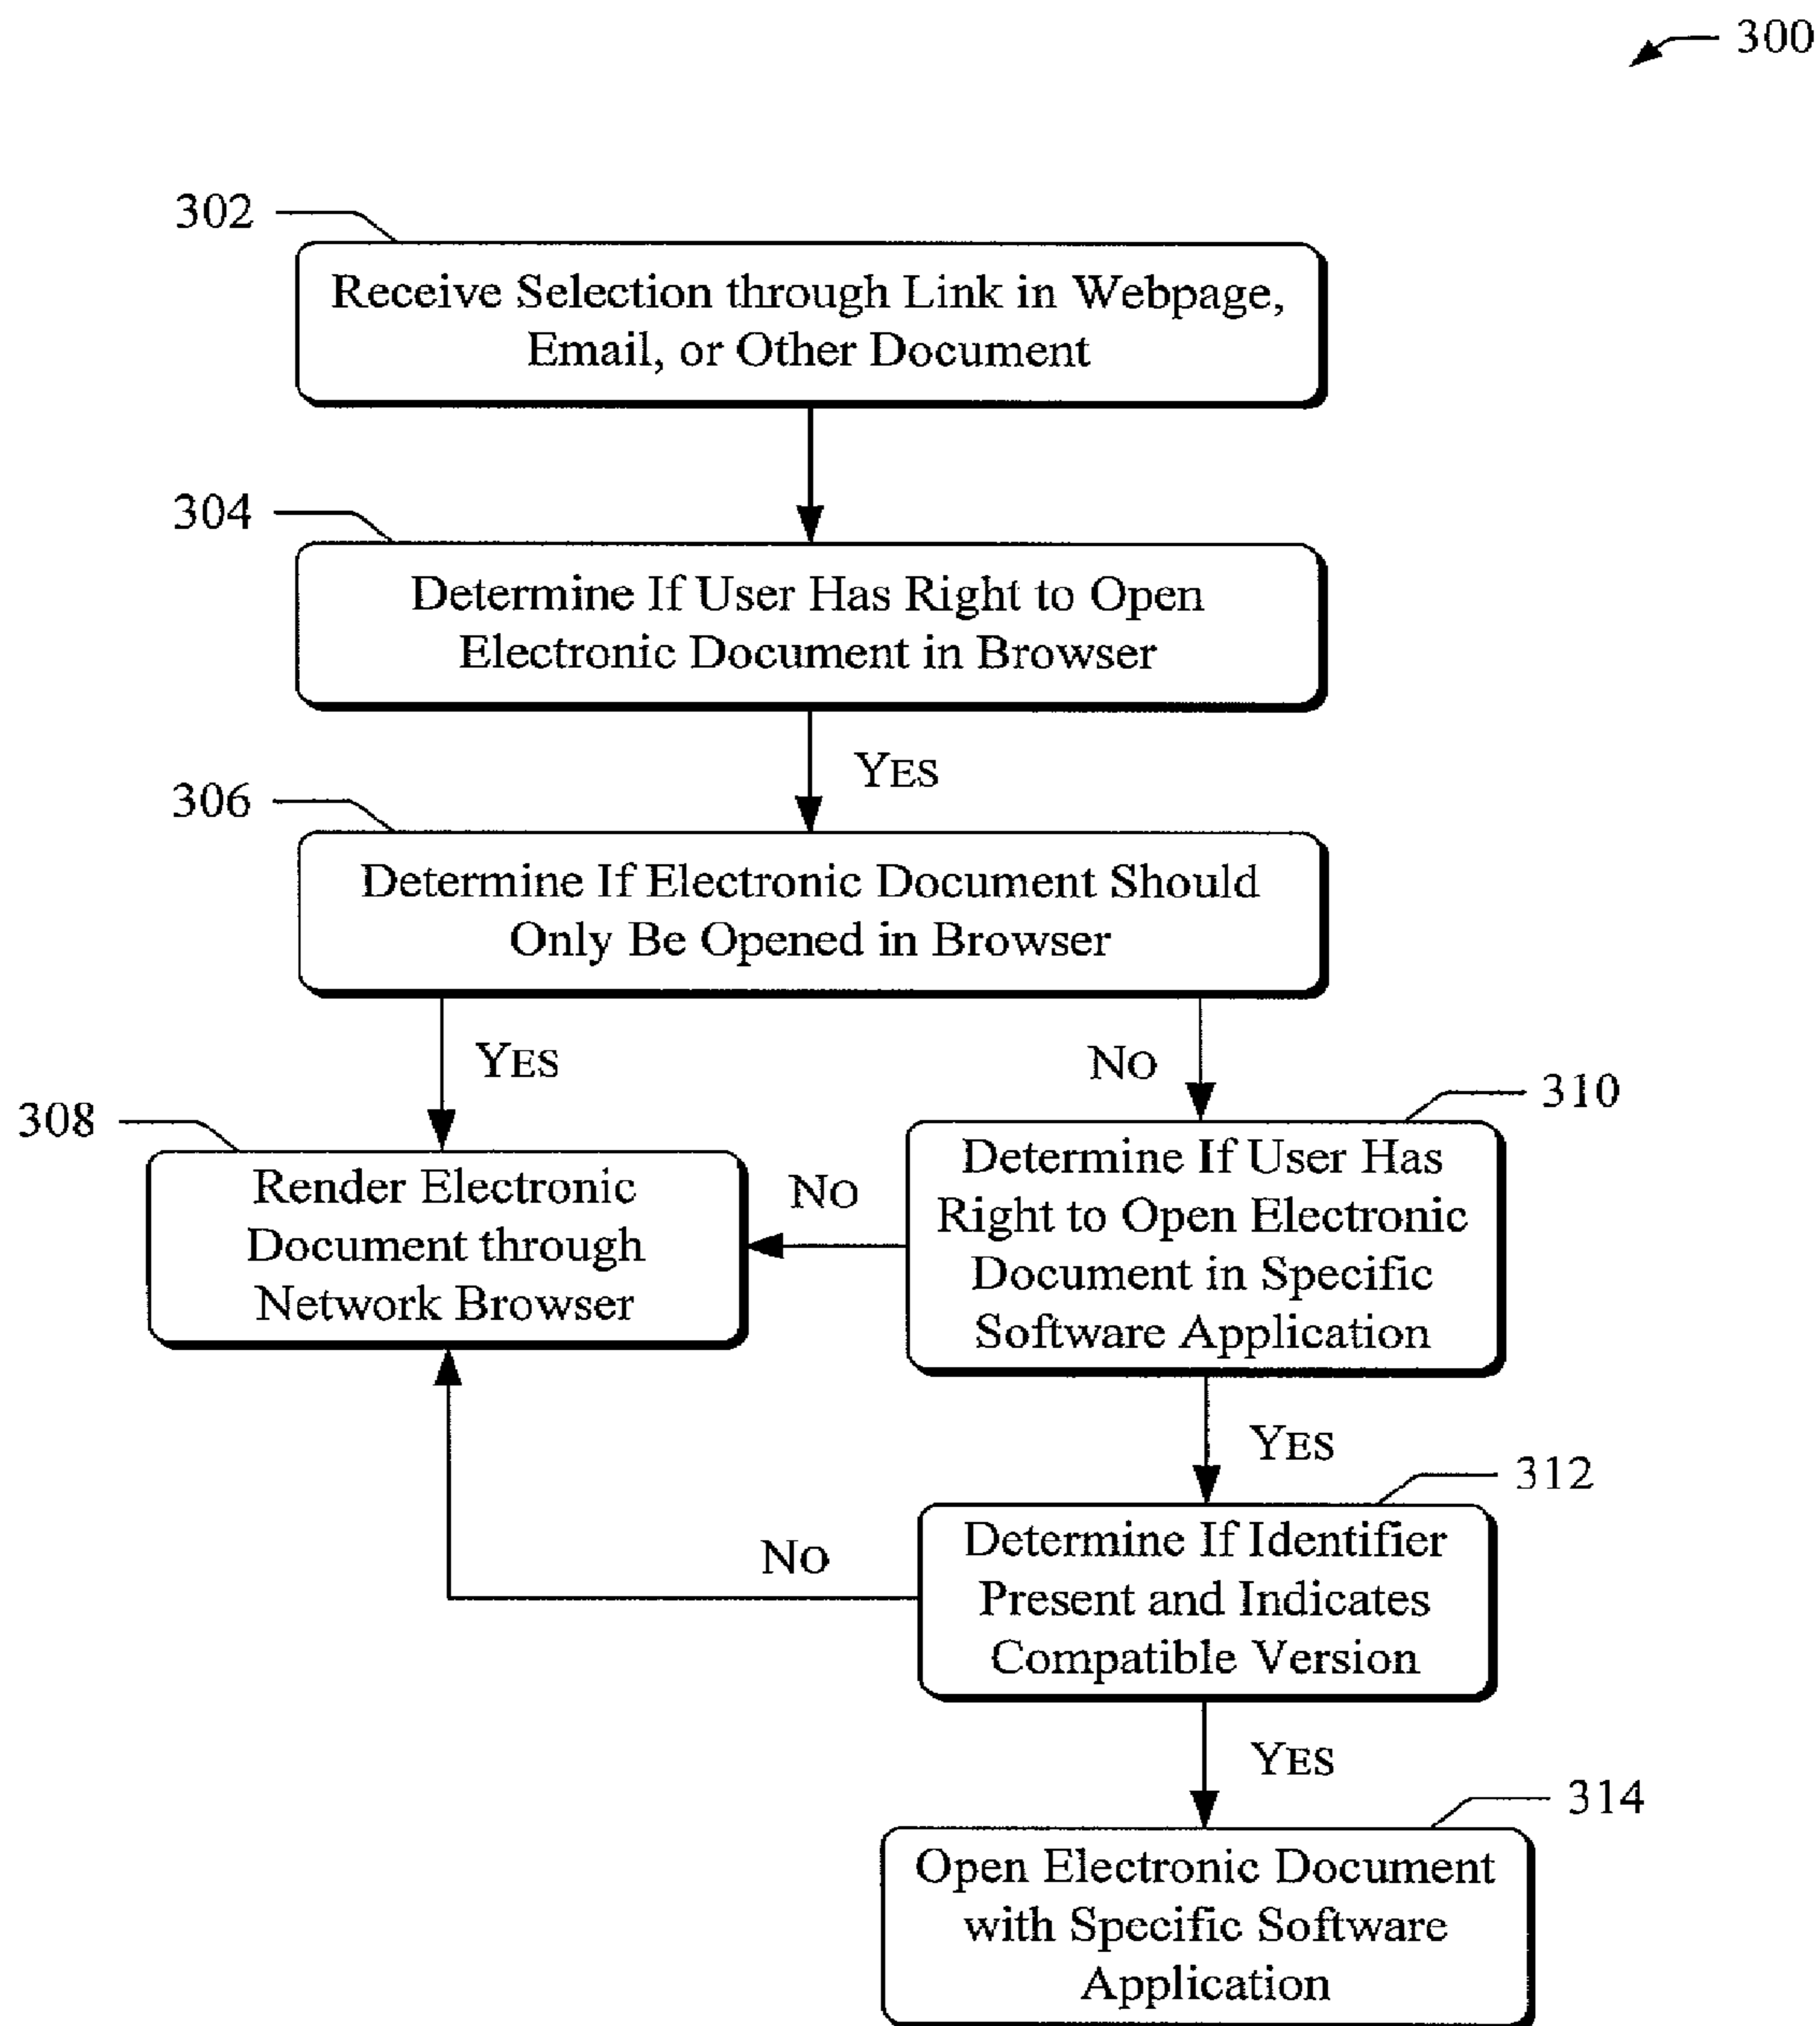 300
302
Receive Selection through Link in Webpage,
Email, or Other Document
304
Determine If User Has Right to Open
Electronic Document in Browser
YES
306
Determine If Electronic Document Should
Only Be Opened in Browser
YES
NO
308
Render Electronic
Document through
Network Browser
NO
310
Determine If User Has
Right to Open Electronic
Document in Specific
Software Application
YES
312
Determine If Identifier
Present and Indicates
Compatible Version
NO
YES
314
Open Electronic Document
with Specific Software
Application